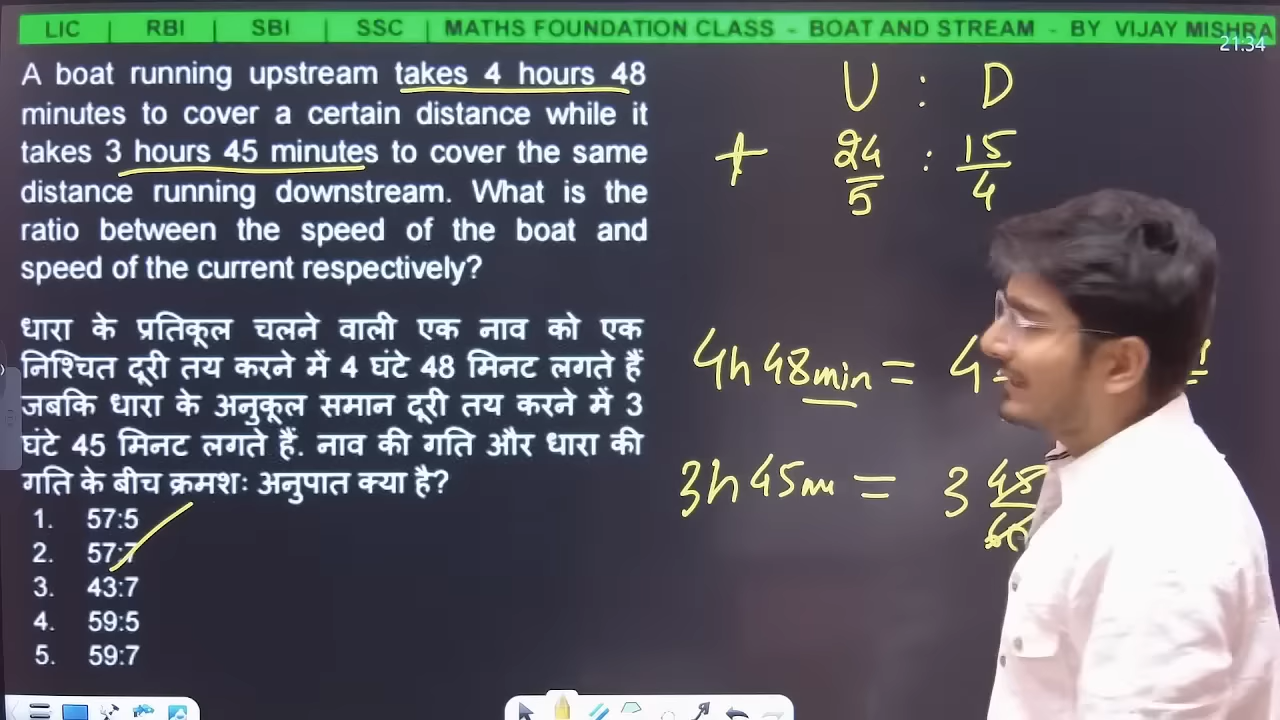 LIC | RBI | SBI | SSC | MATHS FOUNDATION CLASS - BOAT AND STREAM - BY VIJAY MISHRA
21:34
A boat running upstream takes 4 hours 48
minutes to cover a certain distance while it
takes 3 hours 45 minutes to cover the same
distance running downstream. What is the
ratio between the speed of the boat and
speed of the current respectively?
धारा के प्रतिकूल चलने वाली एक नाव को एक
निश्चित दूरी तय करने में 4 घंटे 48 मिनट लगते हैं
जबकि धारा के अनुकूल समान दूरी तय करने में 3
घंटे 45 मिनट लगते हैं. नाव की गति और धारा की
गति के बीच क्रमशः अनुपात क्या है?
1. 57:5
2. 57:7
3. 43:7
4. 59:5
5. 59:7
U : D
t 24/5 : 15/4
4h 48min = 4
3h 45m = 3 45/60